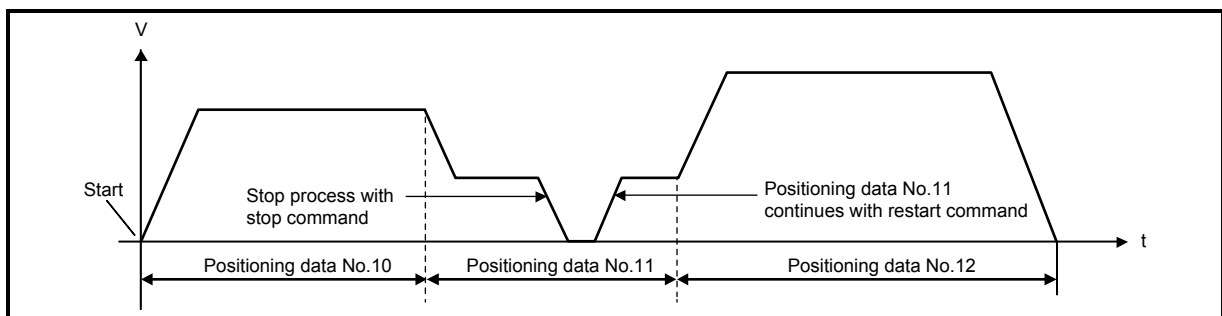 V
Start
Stop process with
stop command
Positioning data No.11
continues with restart command
t
Positioning data No.10
Positioning data No.11
Positioning data No.12